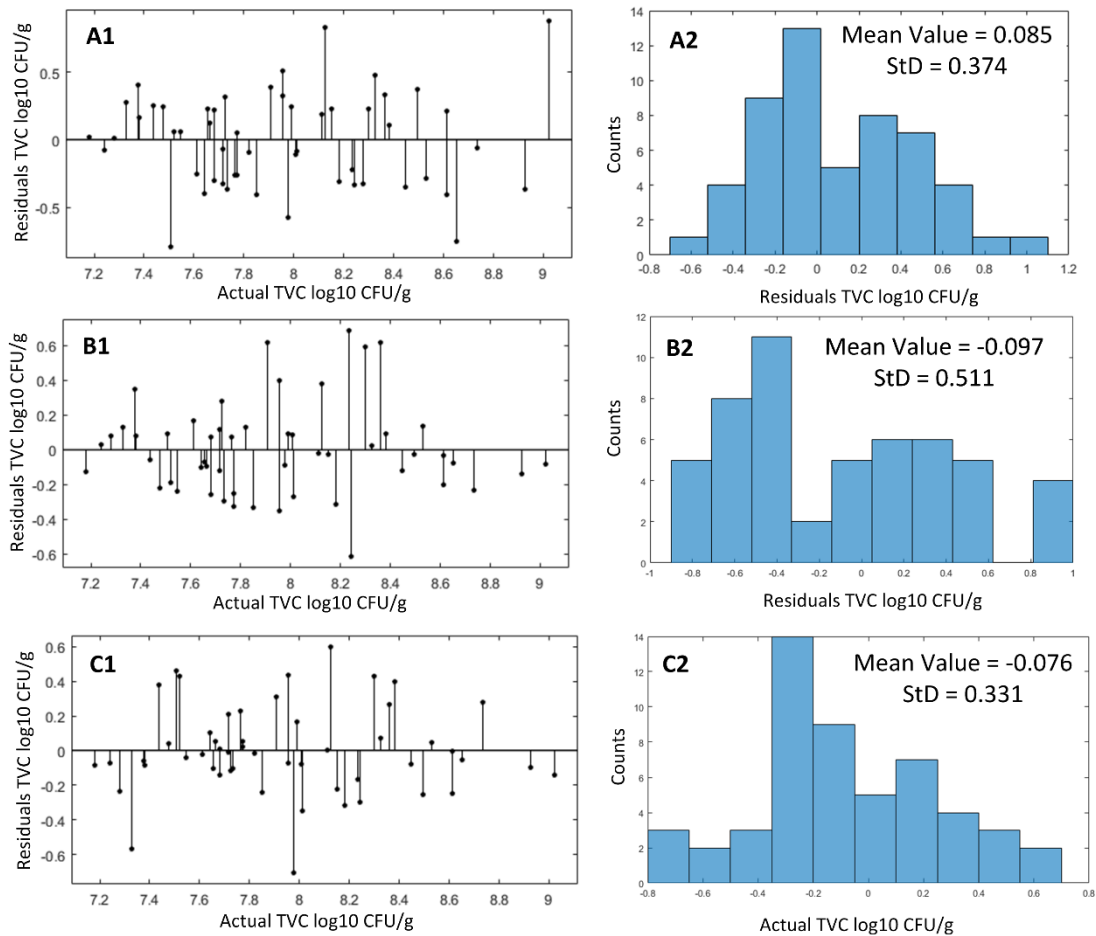 A1
Residuals TVC log10 CFU/g
0.5
0
-0.5
7.2 7.4 7.6 7.8 8 8.2 8.4 8.6 8.8 9
Actual TVC log10 CFU/g
A2
Mean Value = 0.085
StD = 0.374
Counts
14
12
10
8
6
4
2
0
-0.8 -0.6 -0.4 -0.2 0 0.2 0.4 0.6 0.8 1 1.2
Residuals TVC log10 CFU/g
B1
Residuals TVC log10 CFU/g
0.6
0.4
0.2
0
-0.2
-0.4
-0.6
7.2 7.4 7.6 7.8 8 8.2 8.4 8.6 8.8 9
Actual TVC log10 CFU/g
B2
Mean Value = -0.097
StD = 0.511
Counts
12
10
8
6
4
2
0
-1 -0.8 -0.6 -0.4 -0.2 0 0.2 0.4 0.6 0.8 1
Residuals TVC log10 CFU/g
C1
Residuals TVC log10 CFU/g
0.6
0.4
0.2
0
-0.2
-0.4
-0.6
7.2 7.4 7.6 7.8 8 8.2 8.4 8.6 8.8 9
Actual TVC log10 CFU/g
C2
Mean Value = -0.076
StD = 0.331
Counts
14
12
10
8
6
4
2
0
-0.8 -0.6 -0.4 -0.2 0 0.2 0.4 0.6 0.8
Actual TVC log10 CFU/g